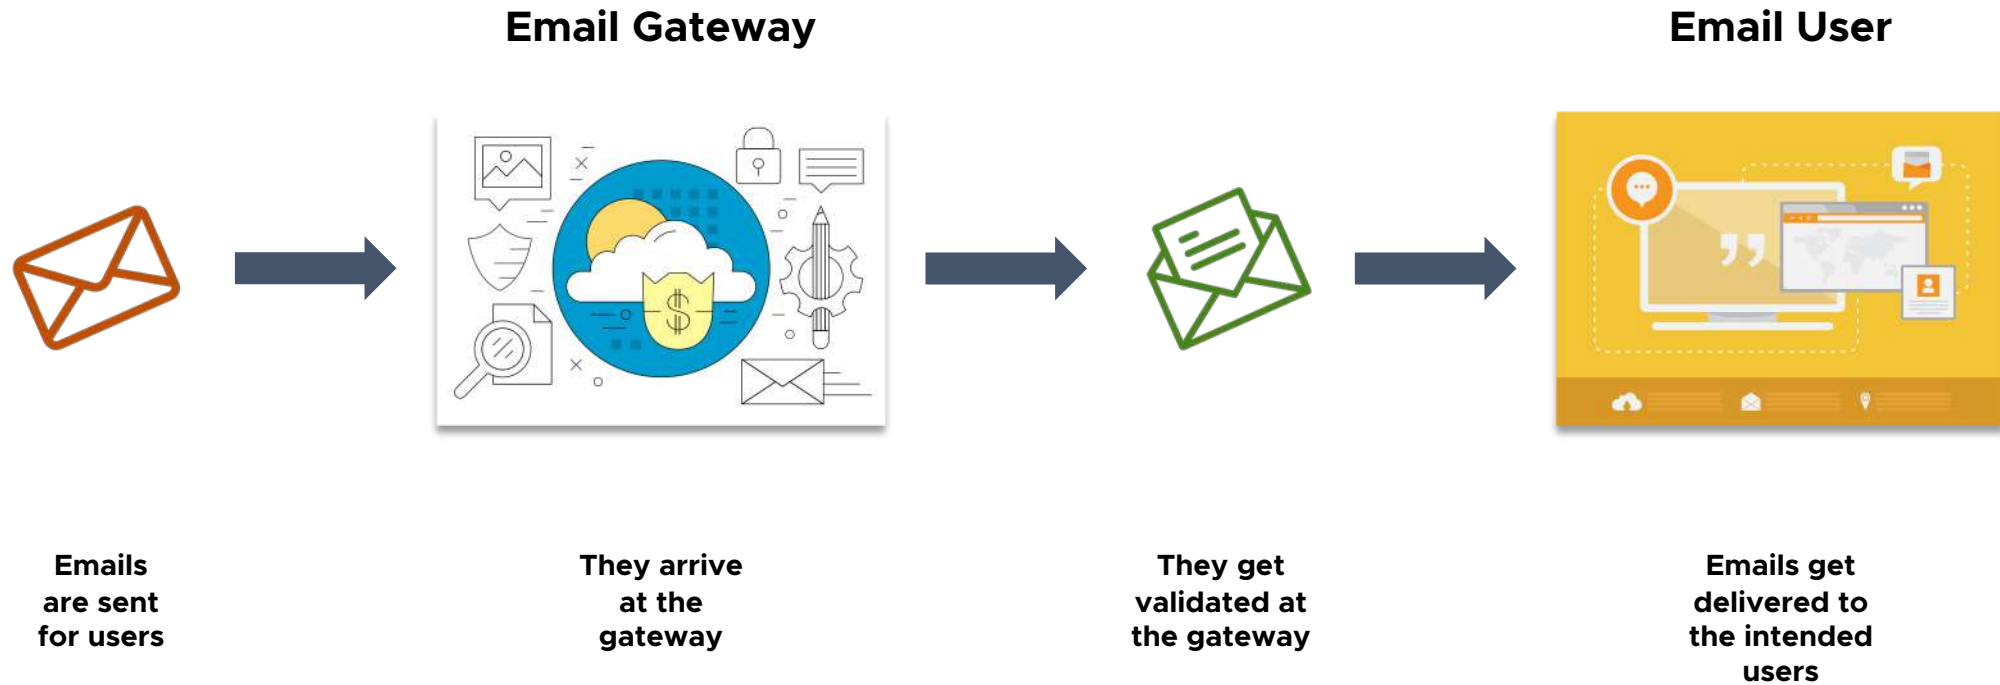 Email Gateway
Email User
Emails
are sent
for users
They arrive
at the
gateway
They get
validated at
the gateway
Emails get
delivered to
the intended
users